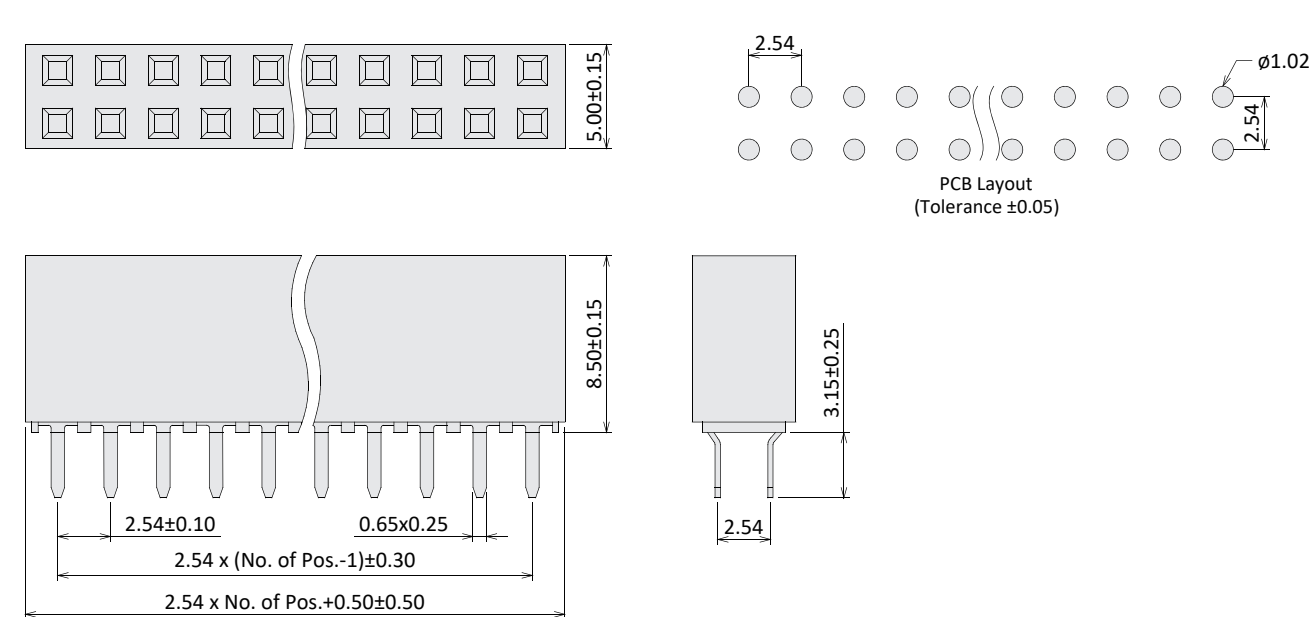 5.00±0.15
2.54
ø1.02
2.54
PCB Layout
(Tolerance ±0.05)
8.50±0.15
3.15±0.25
2.54±0.10
0.65x0.25
2.54
2.54 x (No. of Pos.-1)±0.30
2.54 x No. of Pos.+0.50±0.50